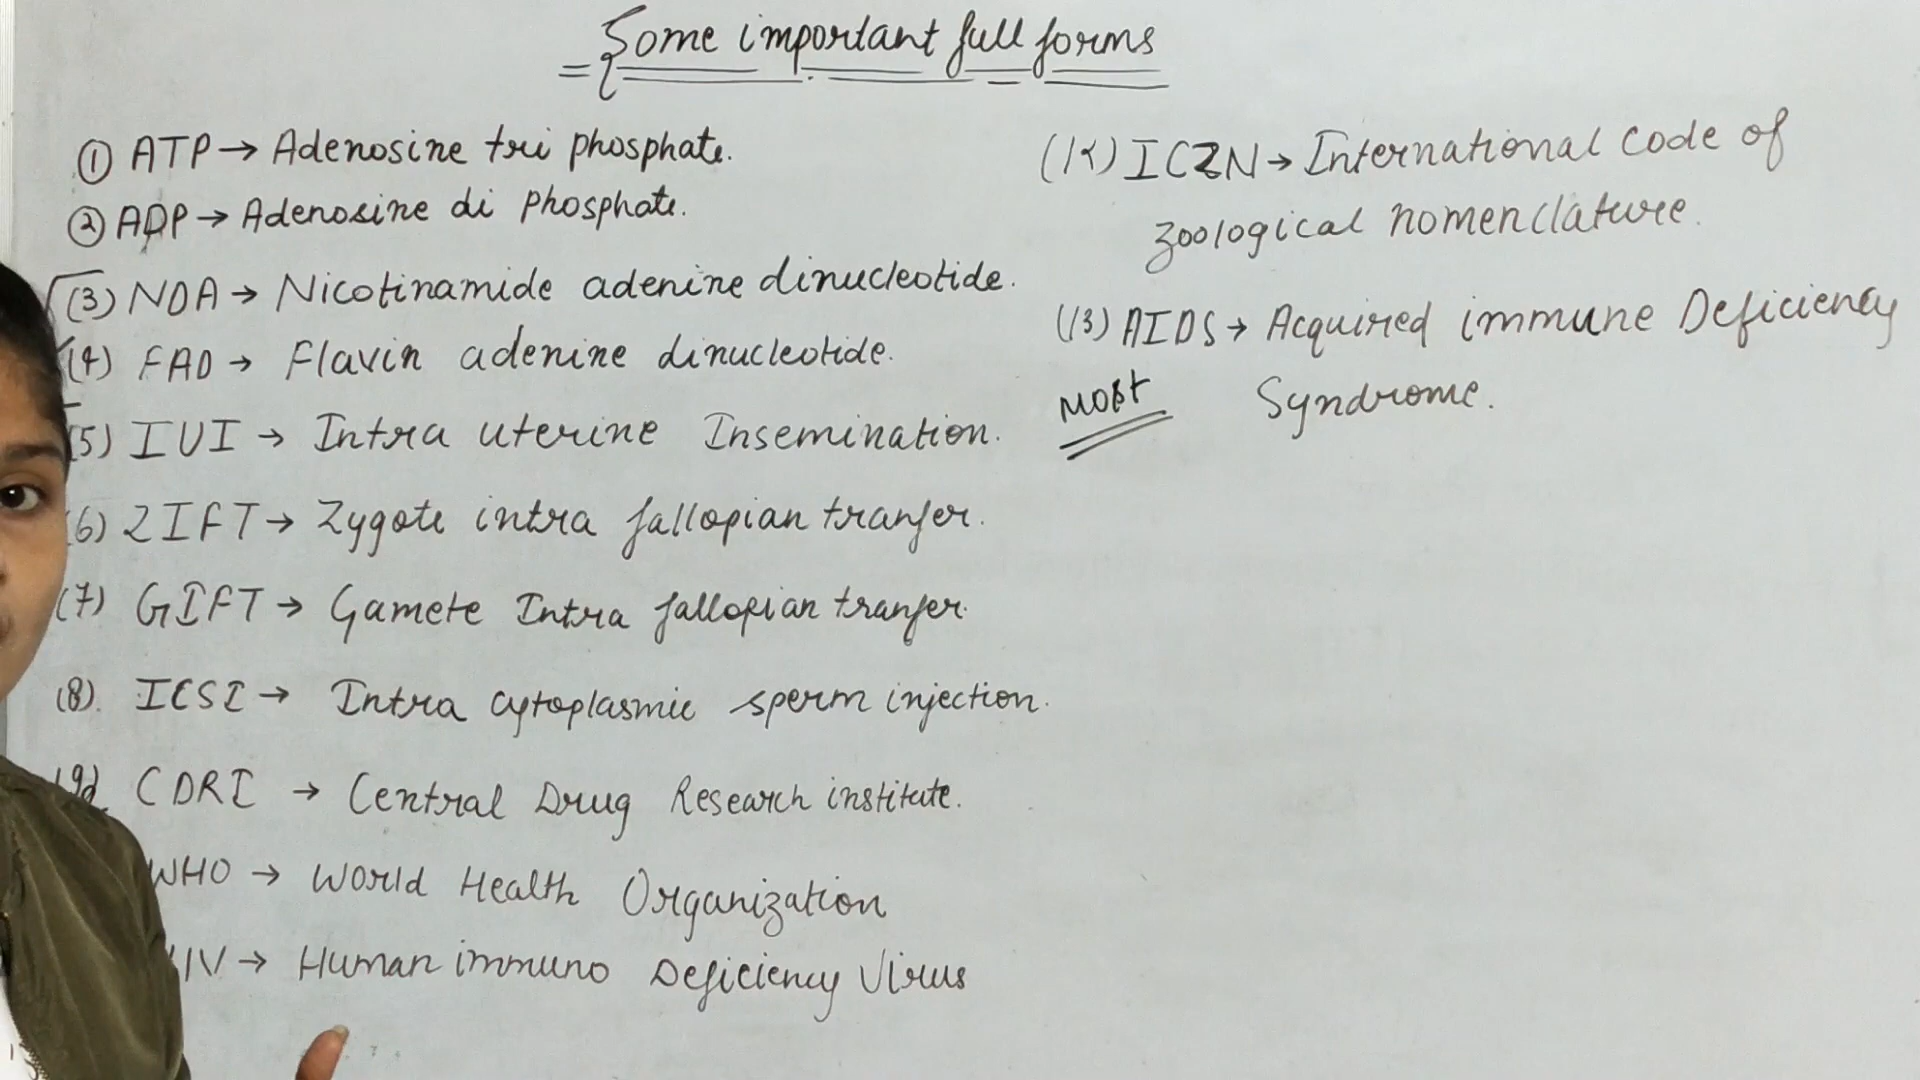 Some important full forms
① ATP → Adenosine tri phosphate.
② ADP → Adenosine di phosphate.
(3) NDA → Nicotinamide adenine dinucleotide.
(4) FAD → Flavin adenine dinucleotide.
(5) IUI → Intra uterine Insemination.
(6) ZIFT → Zygote intra fallopian tranfer.
(7) GIFT → Gamete Intra fallopian tranfer
(8). ICSI → Intra cytoplasmic sperm injection.
(9) CDRI → Central Drug Research institute.
WHO → World Health Organization
HIV → Human immuno Deficiency Virus
(12) ICZN → International code of
zoological nomenclature.
(13) AIDS → Acquired immune Deficiency
Most Syndrome.